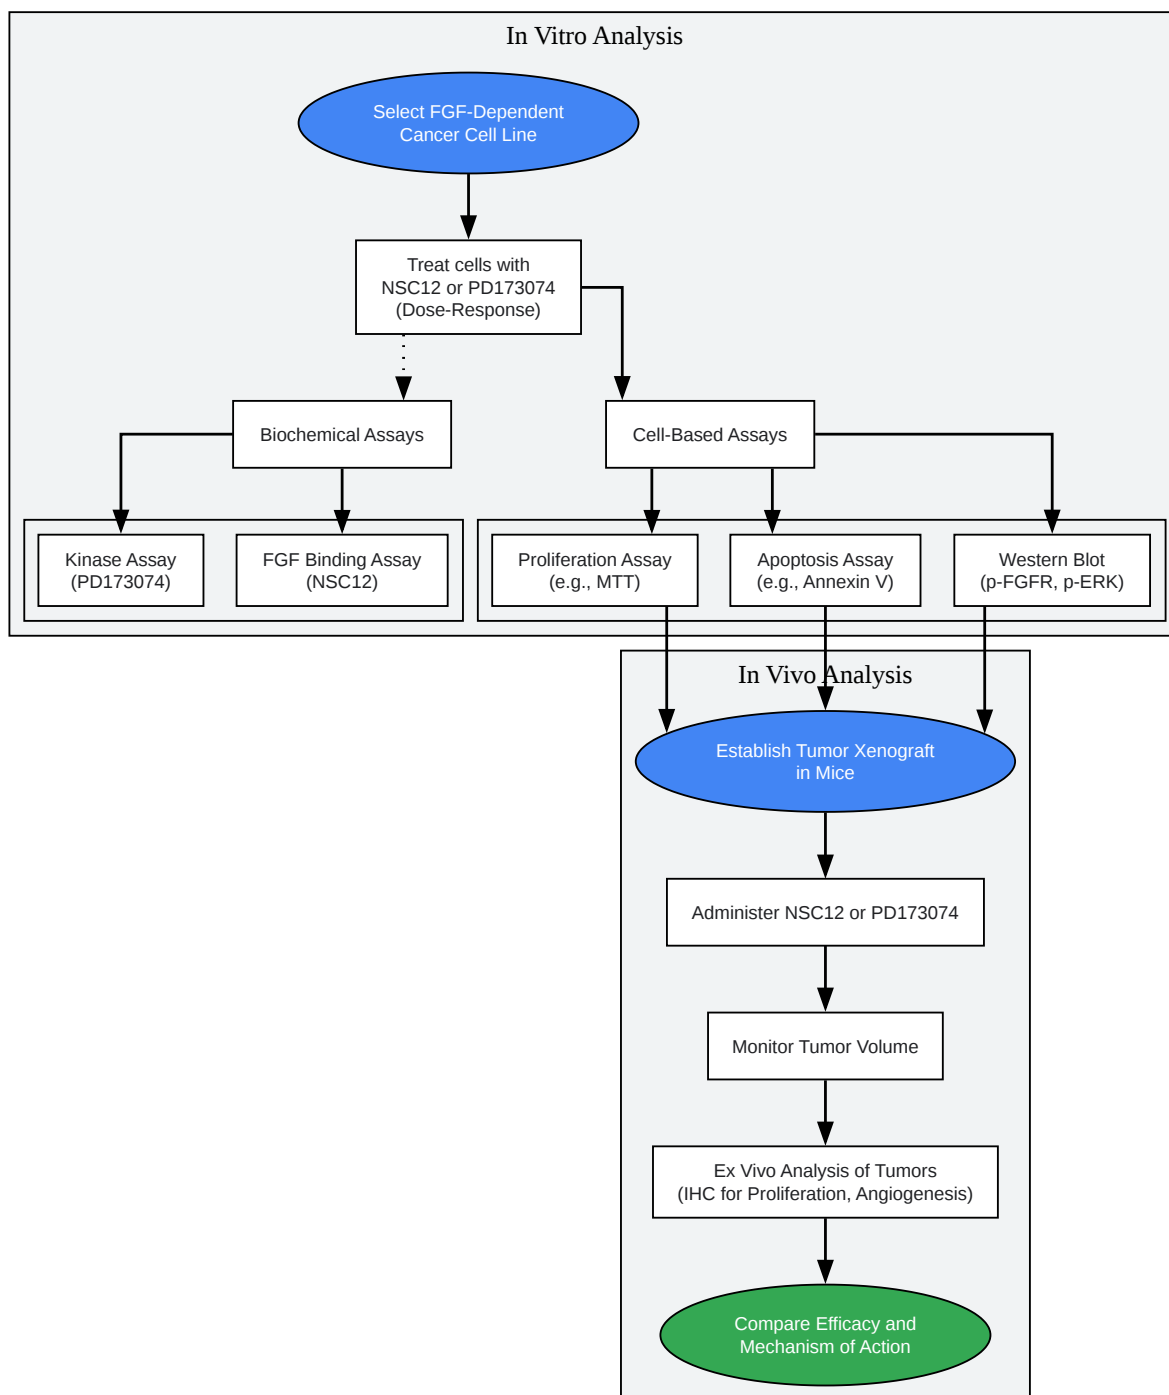 In Vitro Analysis
Select FGF-Dependent
Cancer Cell Line
Treat cells with
NSC12 or PD173074
(Dose-Response)
Biochemical Assays
Cell-Based Assays
Kinase Assay
(PD173074)
FGF Binding Assay
(NSC12)
Proliferation Assay
(e.g., MTT)
Apoptosis Assay
(e.g., Annexin V)
Western Blot
(p-FGFR, p-ERK)
In Vivo Analysis
Establish Tumor Xenograft
in Mice
Administer NSC12 or PD173074
Monitor Tumor Volume
Ex Vivo Analysis of Tumors
(IHC for Proliferation, Angiogenesis)
Compare Efficacy and
Mechanism of Action